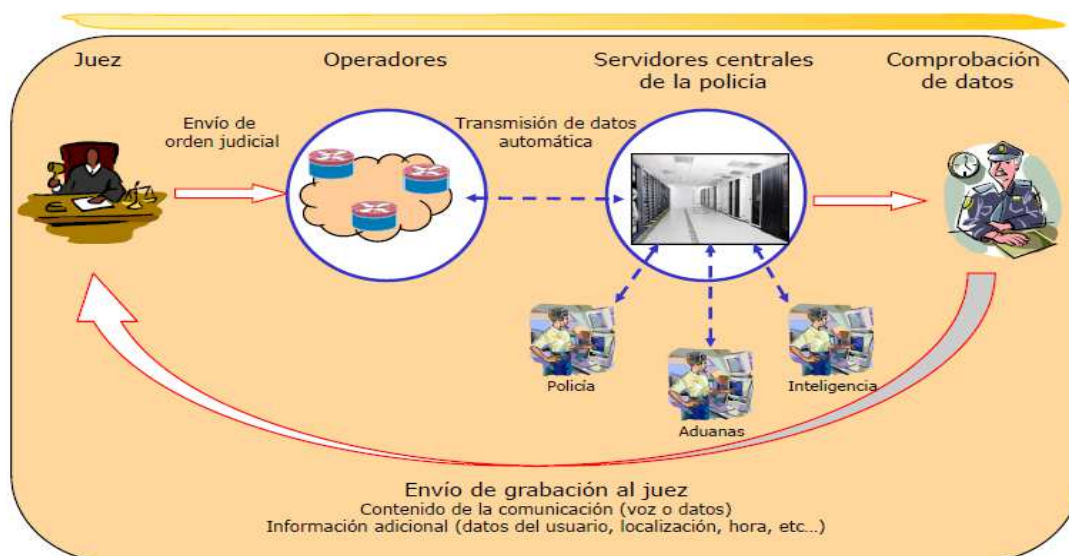 Juez
Operadores
Servidores centrales
de la policía
Comprobación
de datos
Envío de
orden judicial
Transmisión de datos
automática
Policía
Aduanas
Inteligencia
Envío de grabación al juez
Contenido de la comunicación (voz o datos)
Información adicional (datos del usuario, localización, hora, etc...)